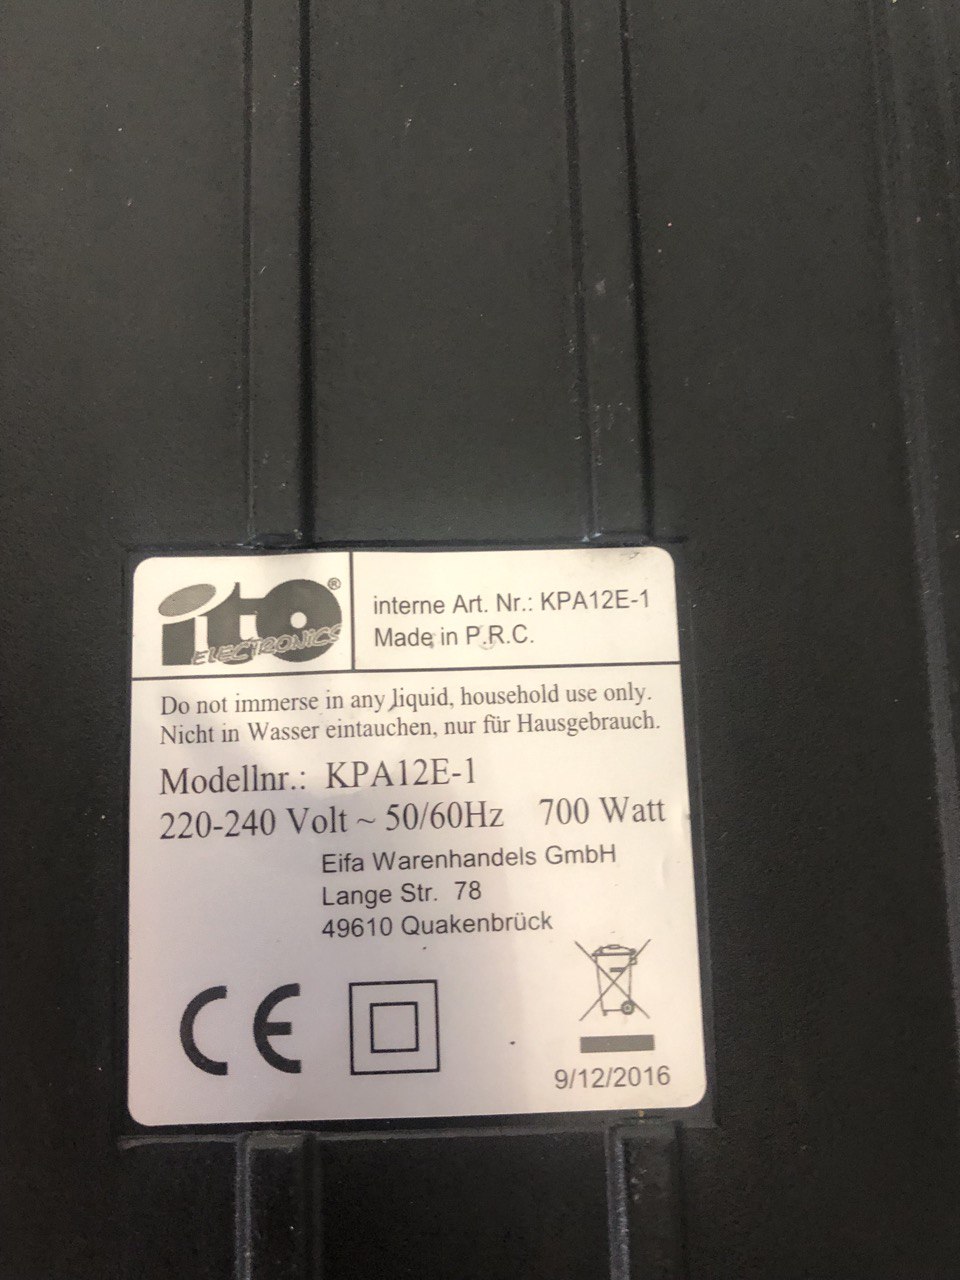 ito®
ELECTRONICS
interne Art. Nr.: KPA12E-1
Made in P.R.C.
Do not immerse in any liquid, household use only.
Nicht in Wasser eintauchen, nur für Hausgebrauch.
Modellnr.: KPA12E-1
220-240 Volt ~ 50/60Hz 700 Watt
Eifa Warenhandels GmbH
Lange Str. 78
49610 Quakenbrück
CE
9/12/2016